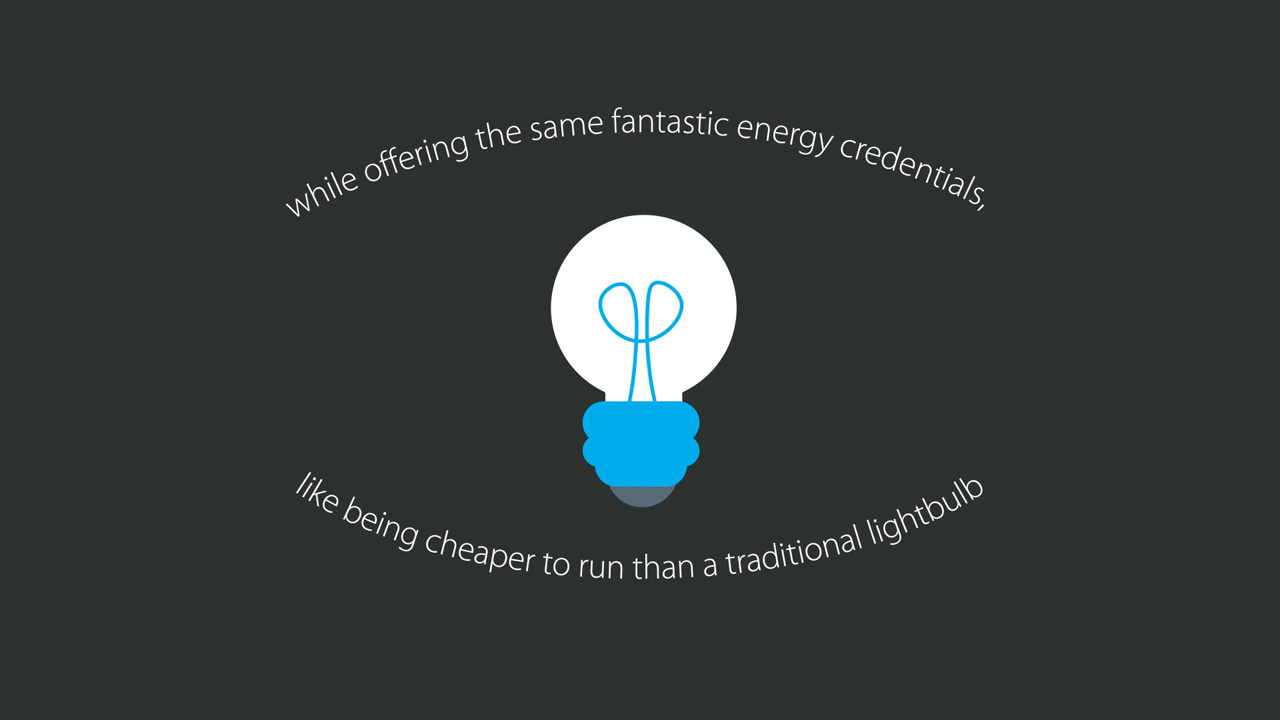 while offering the same fantastic energy credentials,
like being cheaper to run than a traditional lightbulb